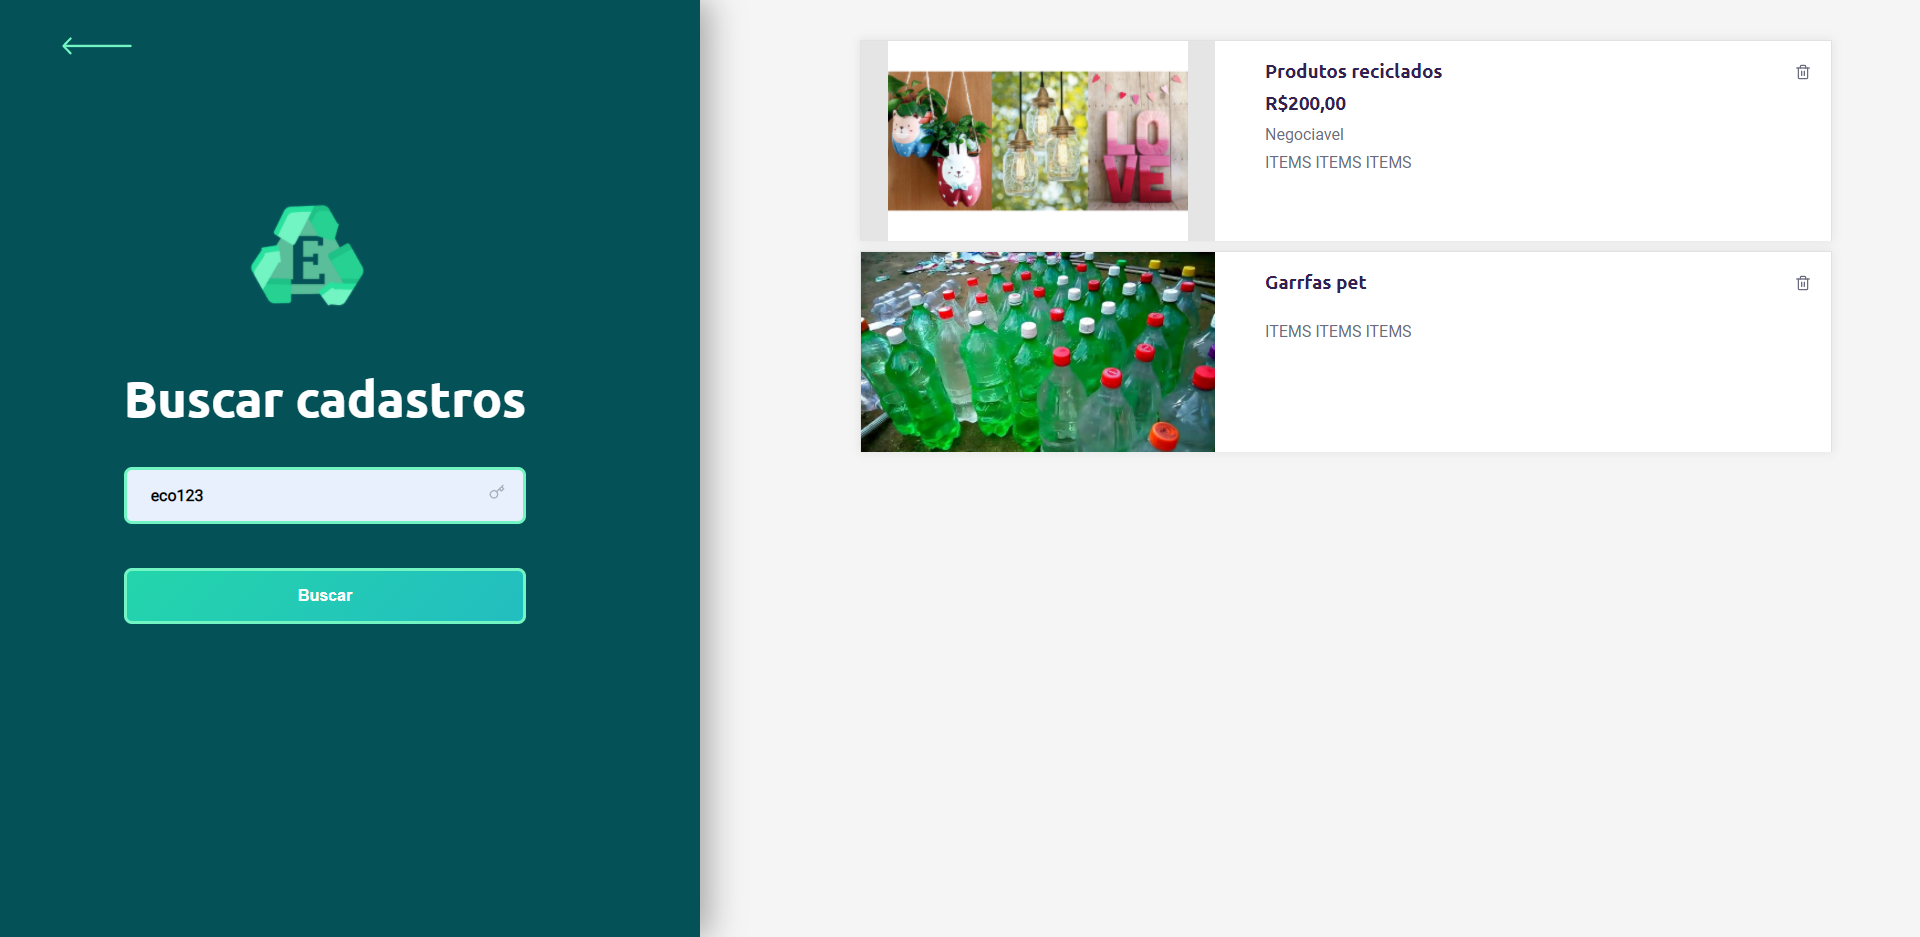 E
Buscar cadastros
eco123
Buscar
LO
VE
Produtos reciclados
R$200,00
Negociavel
ITEMS ITEMS ITEMS
Garrfas pet
ITEMS ITEMS ITEMS